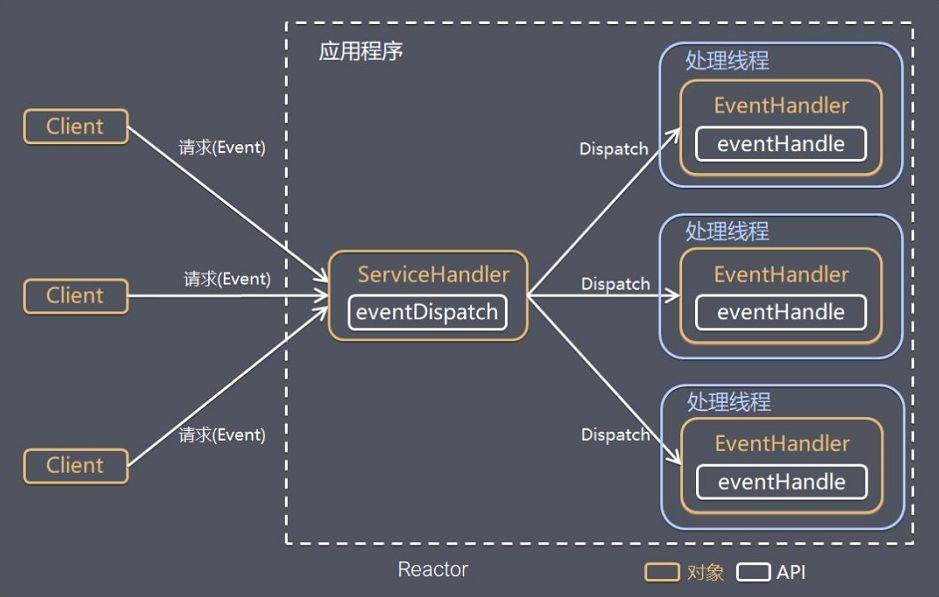 应用程序
处理线程
EventHandler
eventHandle
Client
请求(Event)
Dispatch
处理线程
EventHandler
eventHandle
Client
请求(Event)
ServiceHandler
eventDispatch
Dispatch
处理线程
EventHandler
eventHandle
Client
请求(Event)
Dispatch
Reactor
对象
API